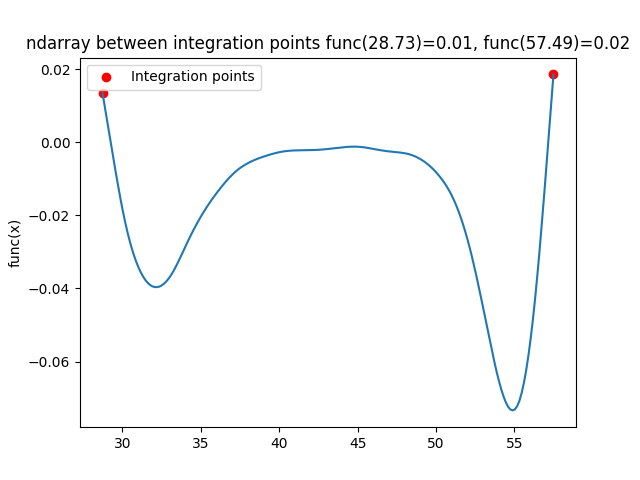 ndarray between integration points func(28.73)=0.01, func(57.49)=0.02
Integration points
func(x)
0.02
0.00
−0.02
−0.04
−0.06
30 35 40 45 50 55